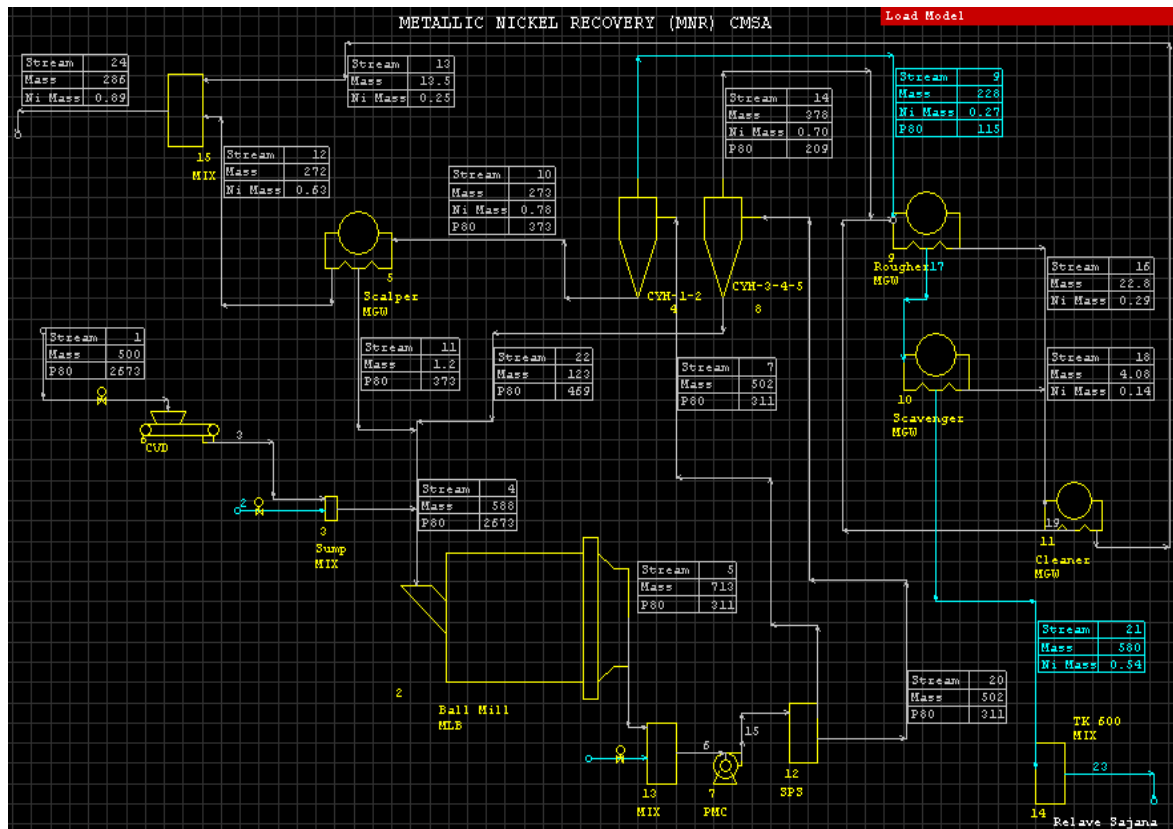 METALLIC NICKEL RECOVERY (MNR) CMSA
Load Model
Stream 24
Mass 286
Ni Mass 0.89
Stream 13
Mass 13.5
Ni Mass 0.25
Stream 9
Mass 228
Ni Mass 0.27
P80 115
Stream 14
Mass 378
Ni Mass 0.70
P80 209
15
MIX
Stream 12
Mass 272
Ni Mass 0.63
Stream 10
Mass 273
Ni Mass 0.78
P80 373
5
Scalper
MGW
CYH-1-2
4
CYH-3-4-5
8
9
Rougher
17
MGW
Stream 16
Mass 22.8
Ni Mass 0.29
Stream 1
Mass 500
P80 2673
Stream 11
Mass 1.2
P80 373
Stream 22
Mass 123
P80 469
Stream 7
Mass 502
P80 311
Stream 18
Mass 4.08
Ni Mass 0.14
10
Scavenger
MGW
CVD
3
2
3
Sump
MIX
Stream 4
Mass 588
P80 2673
19
11
Cleaner
MGW
Stream 5
Mass 713
P80 311
2
Ball Mill
MLB
Stream 21
Mass 580
Ni Mass 0.54
Stream 20
Mass 502
P80 311
15
6
13
MIX
7
PMC
12
SPS
TK 600
MIX
23
14
Relave Sajana